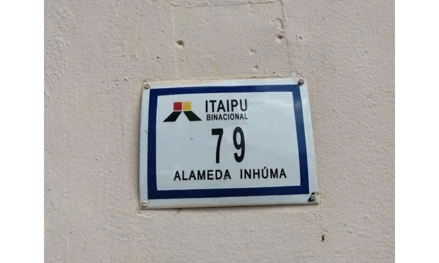 ITAIPU
BINACIONAL
79
ALAMEDA INHÚMA